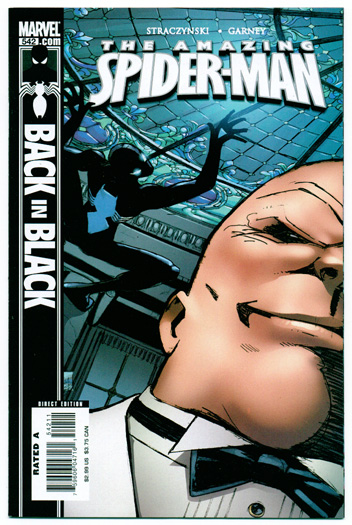 MARVEL
542 .com
STRACZYNSKI • GARNEY
THE AMAZING
SPIDER-MAN
BACK IN BLACK
DIRECT EDITION
RATED A
54211
$2.99 US $3.75 CAN